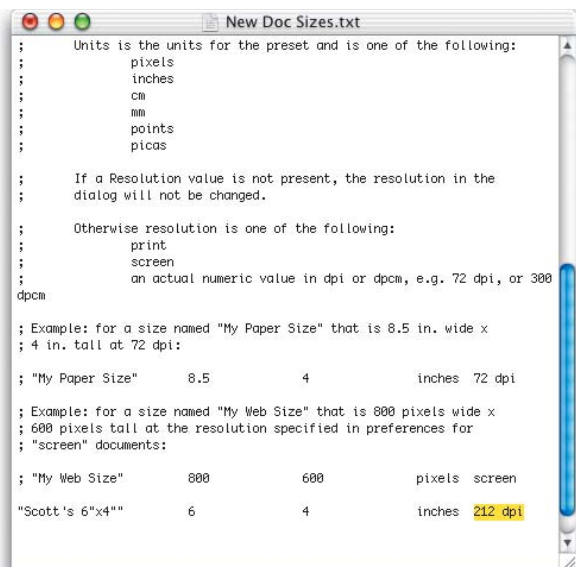 New Doc Sizes.txt
; Units is the units for the preset and is one of the following:
; pixels
; inches
; cm
; mm
; points
; picas
; If a Resolution value is not present, the resolution in the
; dialog will not be changed.
; Otherwise resolution is one of the following:
; print
; screen
; an actual numeric value in dpi or dpcm, e.g. 72 dpi, or 300
dpcm
; Example: for a size named "My Paper Size" that is 8.5 in. wide x
; 4 in. tall at 72 dpi:
; "My Paper Size" 8.5 4 inches 72 dpi
; Example: for a size named "My Web Size" that is 800 pixels wide x
; 600 pixels tall at the resolution specified in preferences for
; "screen" documents:
; "My Web Size" 800 600 pixels screen
"Scott's 6"x4"" 6 4 inches 212 dpi